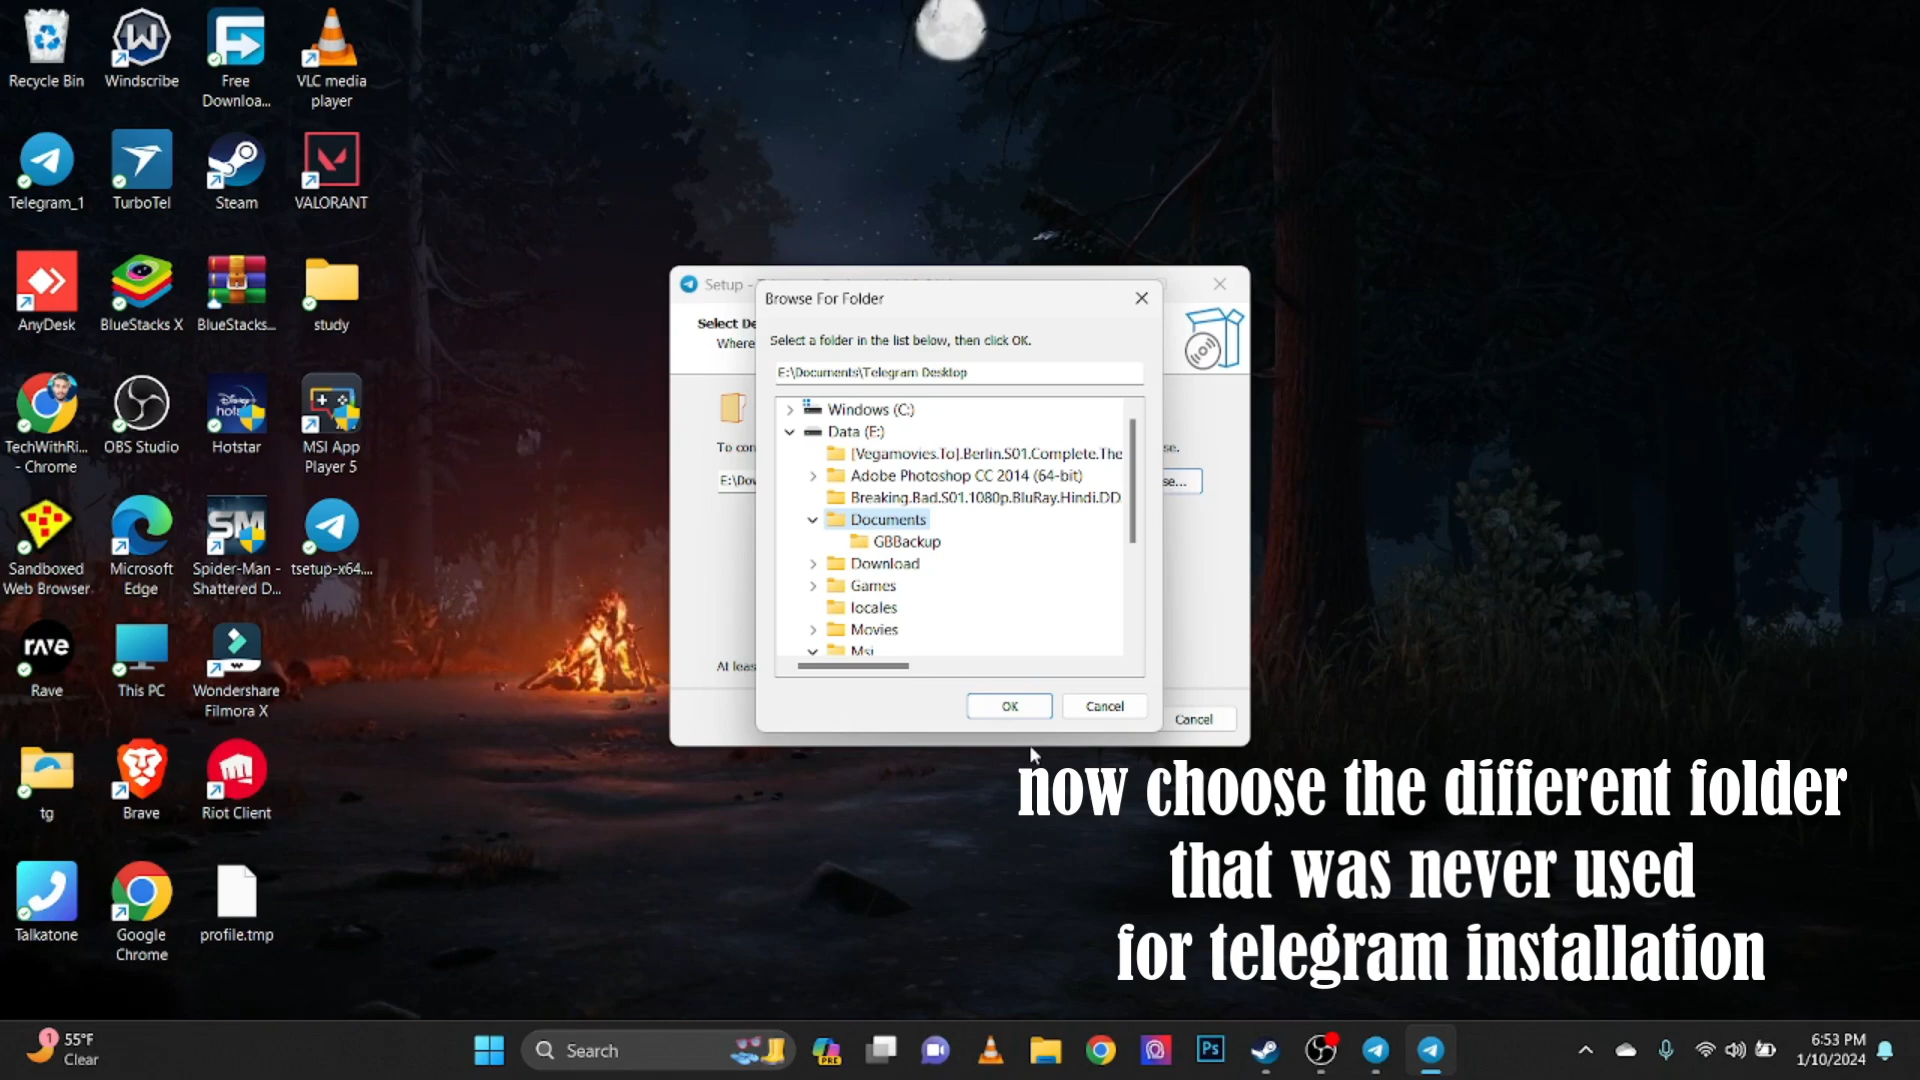 Recycle Bin
Windscribe
Free
Downloa...
VLC media
player
Telegram_1
TurboTel
Steam
VALORANT
AnyDesk
BlueStacks X
BlueStacks...
study
TechWithRi...
- Chrome
OBS Studio
Hotstar
MSI App
Player 5
Sandboxed
Web Browser
Microsoft
Edge
Spider-Man -
Shattered D...
tsetup-x64....
rave
Rave
This PC
Wondershare
Filmora X
tg
Brave
Riot Client
Talkatone
Google
Chrome
profile.tmp
Setup -
Select De
Where
To con
E:\Dov
se.
se...
At leas
Cancel
Browse For Folder
Select a folder in the list below, then click OK.
E:\Documents\Telegram Desktop
Windows (C:)
Data (E:)
[Vegamovies.To].Berlin.S01.Complete.The
Adobe Photoshop CC 2014 (64-bit)
Breaking.Bad.S01.1080p.BluRay.Hindi.DD
Documents
GBBackup
Download
Games
locales
Movies
Msi
OK
Cancel
now choose the different folder
that was never used
for telegram installation
1
55°F
Clear
Search
PRE
Ps
6:53 PM
1/10/2024